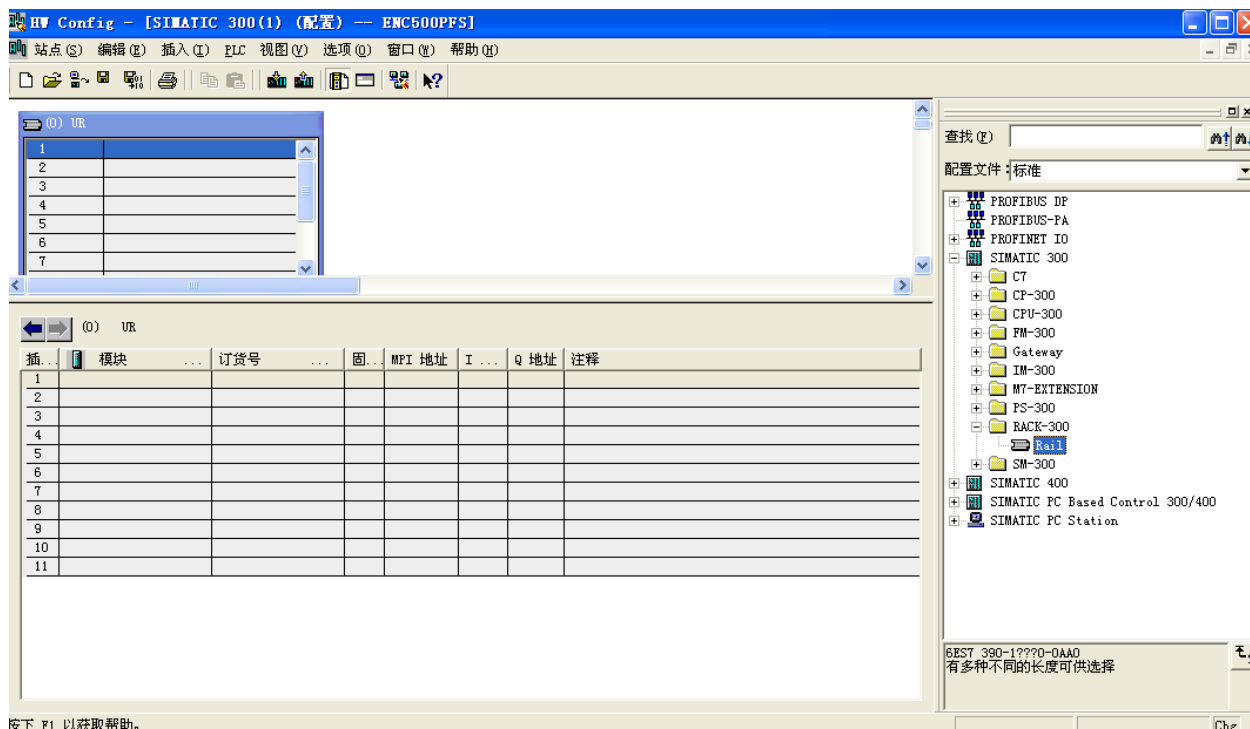 HW Config - [SIMATIC 300(1) (配置) -- ENC500PFS]
站点(S) 编辑(E) 插入(I) PLC 视图(V) 选项(O) 窗口(W) 帮助(H)
(0) UR
1
2
3
4
5
6
7
查找(F)
配置文件: 标准
PROFIBUS DP
PROFIBUS-PA
PROFINET IO
SIMATIC 300
C7
CP-300
CPU-300
FM-300
Gateway
IM-300
M7-EXTENSION
PS-300
RACK-300
Rail
SM-300
SIMATIC 400
SIMATIC PC Based Control 300/400
SIMATIC PC Station
(0) UR
插... 模块 ... 订货号 ... 固... MPI 地址 I ... Q 地址 注释
1
2
3
4
5
6
7
8
9
10
11
6ES7 390-1???0-0AA0
有多种不同的长度可供选择
按下 F1 以获取帮助。
Chg